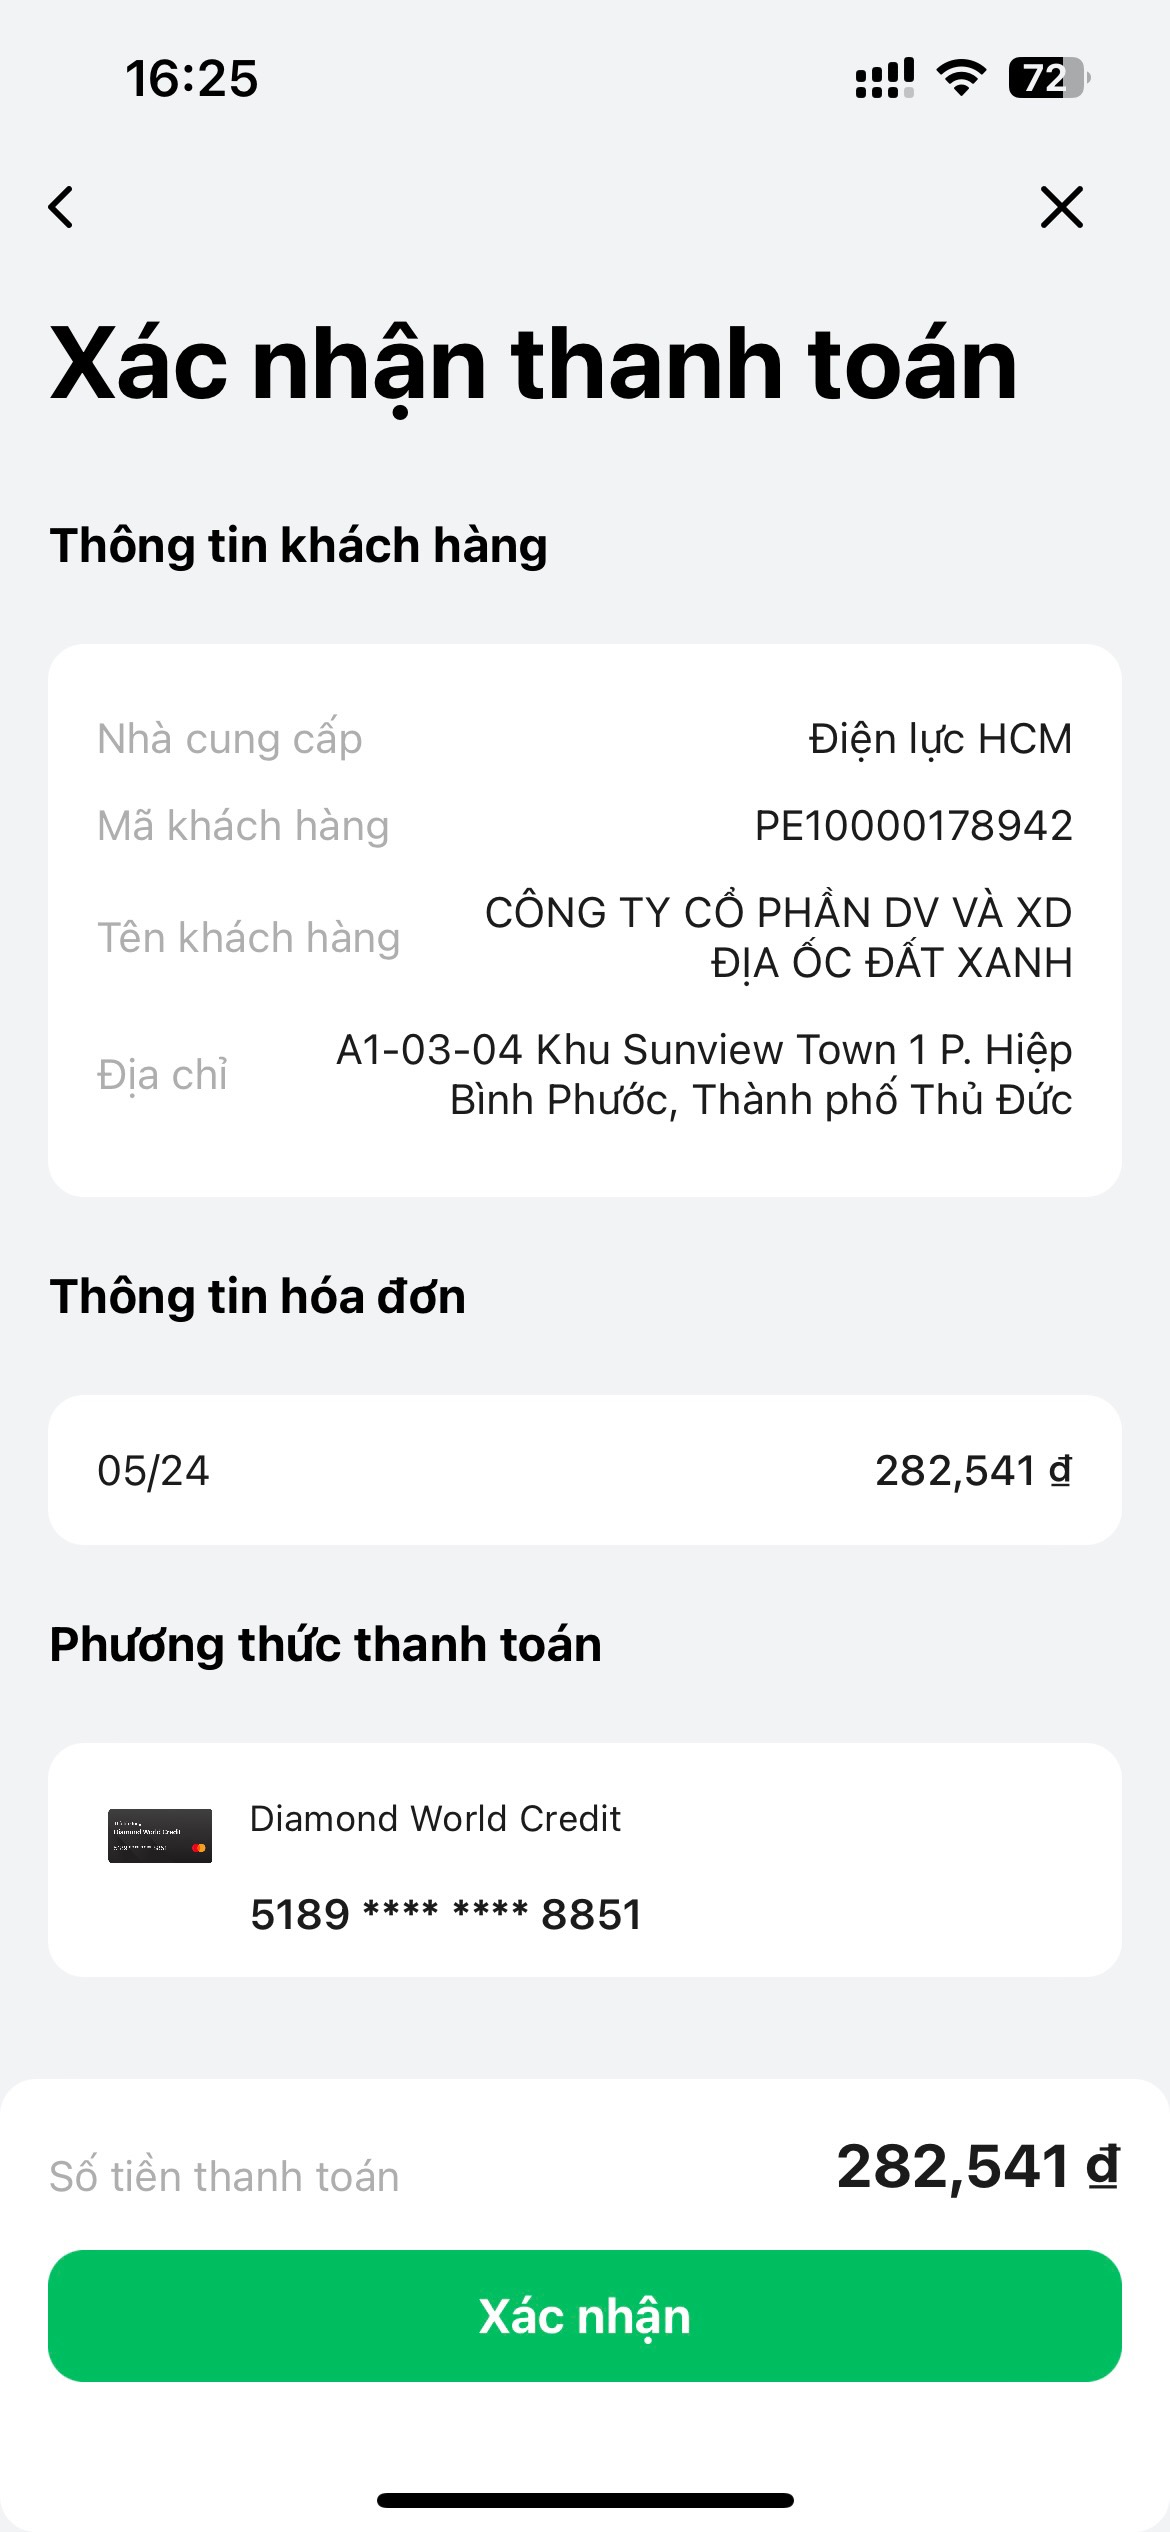 16:25
72
Xác nhận thanh toán
Thông tin khách hàng
Nhà cung cấp
Điện lực HCM
Mã khách hàng
PE10000178942
Tên khách hàng
CÔNG TY CỔ PHẦN DV VÀ XD
ĐỊA ỐC ĐẤT XANH
Địa chỉ
A1-03-04 Khu Sunview Town 1 P. Hiệp
Bình Phước, Thành phố Thủ Đức
Thông tin hóa đơn
05/24
282,541 ₫
Phương thức thanh toán
Diamond World Credit
Diamond World Credit
5189 **** **** 8851
Số tiền thanh toán
282,541 ₫
Xác nhận